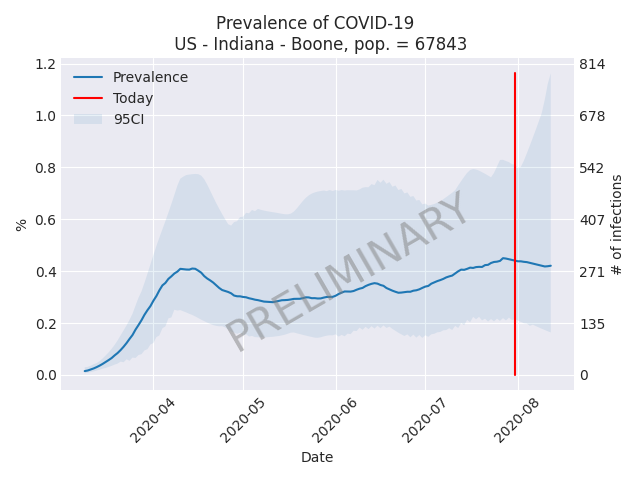 Prevalence of COVID-19
US - Indiana - Boone, pop. = 67843
1.2
1.0
0.8
0.6
0.4
0.2
0.0
%
Prevalence
Today
95CI
PRELIMINARY
814
678
542
407
271
135
0
# of infections
2020-04
2020-05
2020-06
2020-07
2020-08
Date